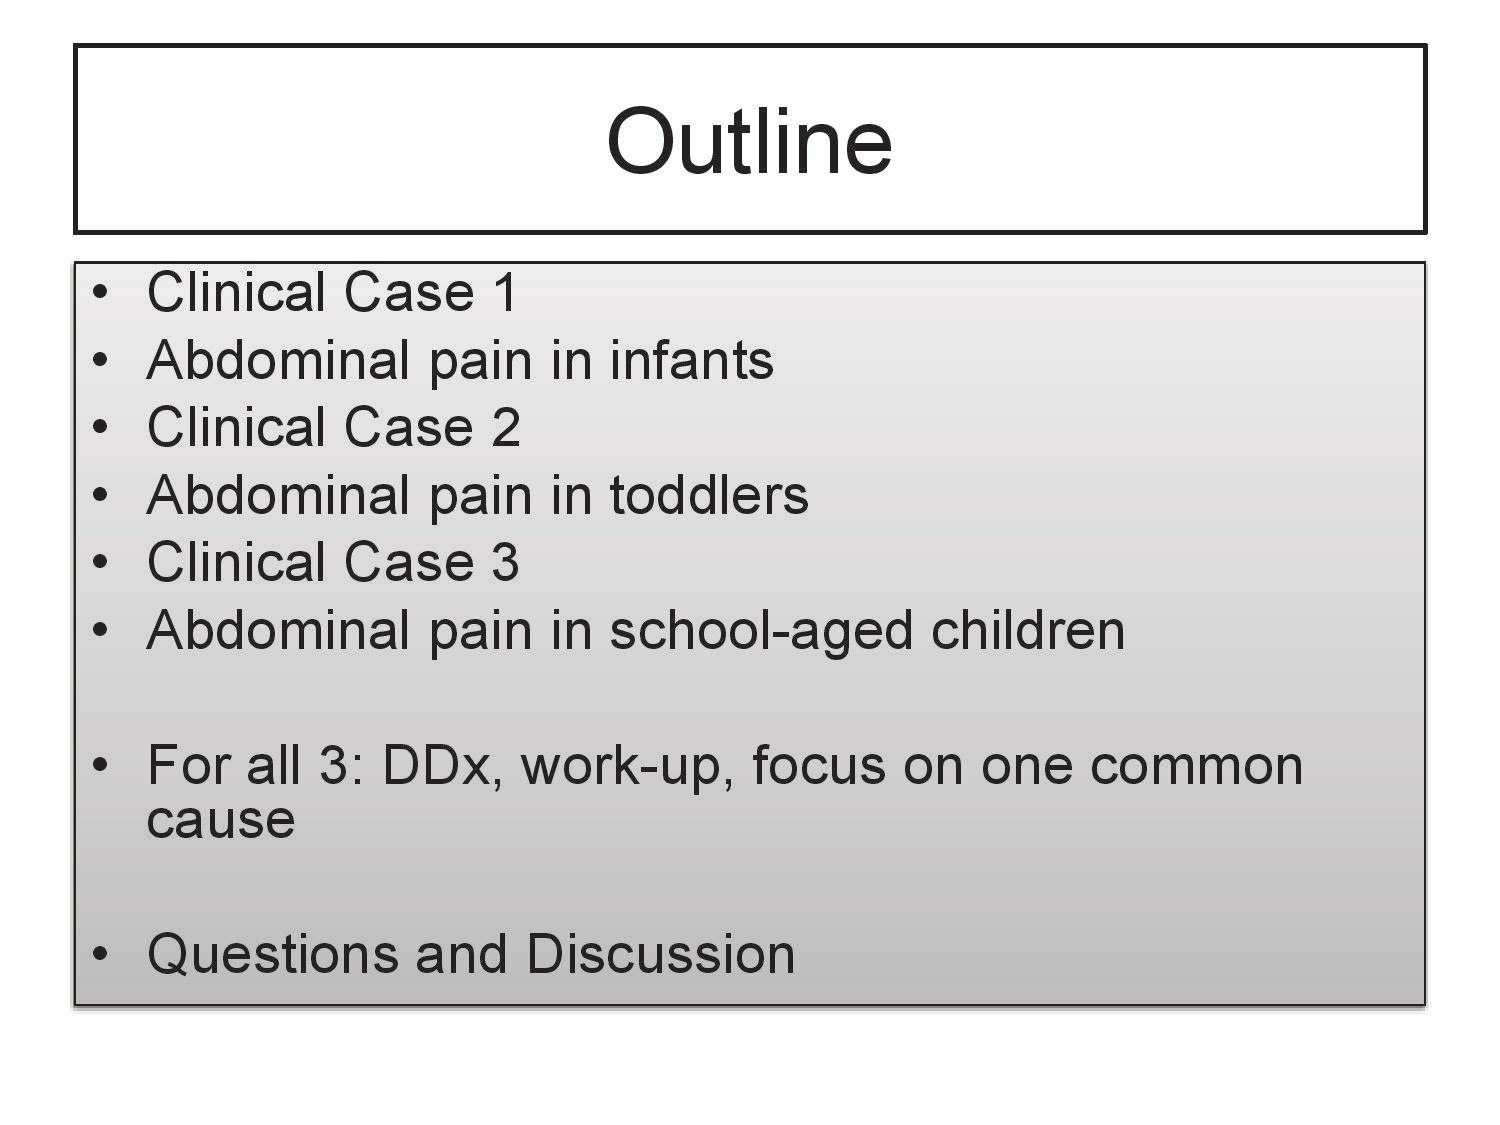 Outline
• Clinical Case 1
• Abdominal pain in infants
• Clinical Case 2
• Abdominal pain in toddlers
• Clinical Case 3
• Abdominal pain in school-aged children
• For all 3: DDx, work-up, focus on one common
cause
• Questions and Discussion